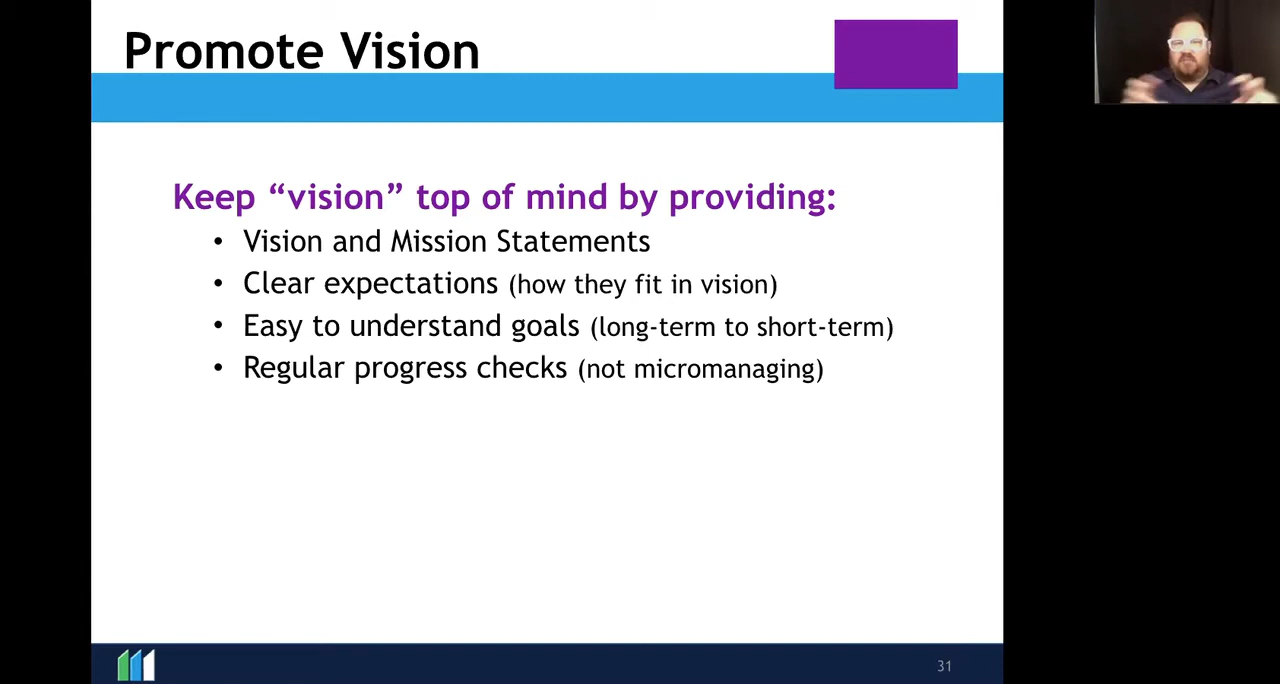 Promote Vision
Keep “vision” top of mind by providing:
• Vision and Mission Statements
• Clear expectations (how they fit in vision)
• Easy to understand goals (long-term to short-term)
• Regular progress checks (not micromanaging)
31